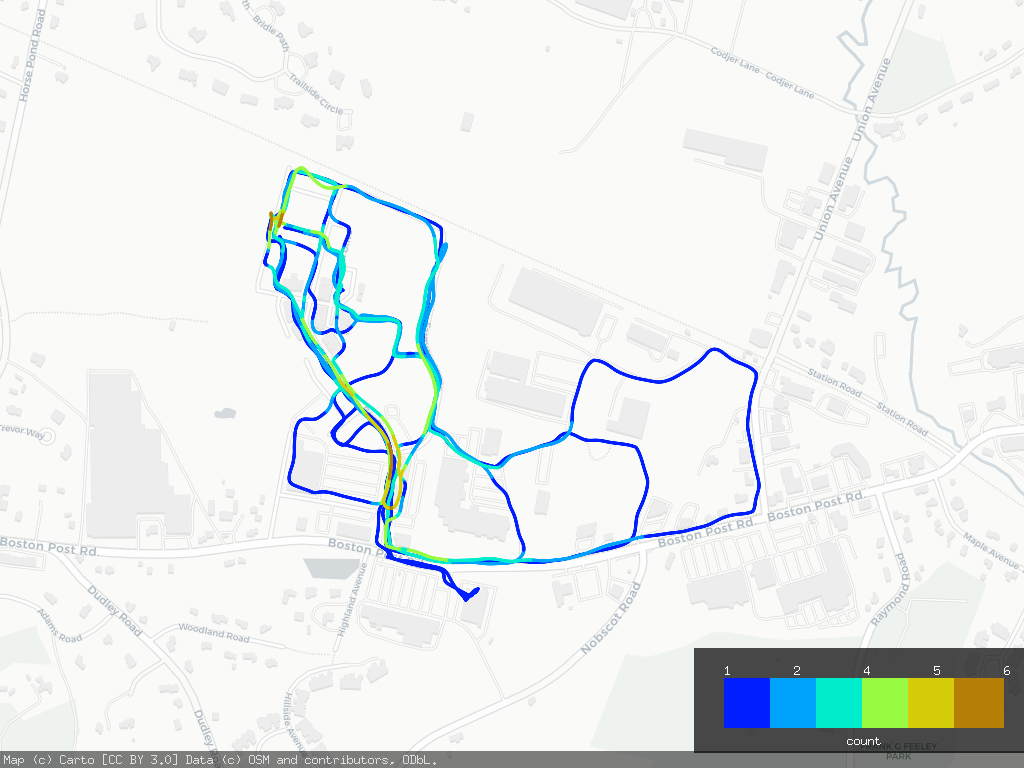 Horse Pond Road
Bridle Path
Trailside Circle
Codjer Lane
Codjer Lane
Union Avenue
Union Avenue
Station Road
Station Road
Trevor Way
Boston Post Rd.
Boston Post Rd.
Boston Post Rd.
Boston P
Maple Avenue
Raymond Road
Nobscot Road
Highland Avenue
Hillside Avenue
Woodland Road
Adams Road
Dudley Road
Dudley R
1 2 4 5 6
count
FEELEY
PARK
Map (c) Carto [CC BY 3.0] Data (c) OSM and contributors, ODbL.